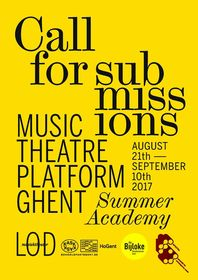 Call
for sub
miss
ions
MUSIC
THEATRE
PLATFORM
GHENT
AUGUST
21th —
SEPTEMBER
10th
2017
Summer
Academy
LOD
HoGent
Bijloke